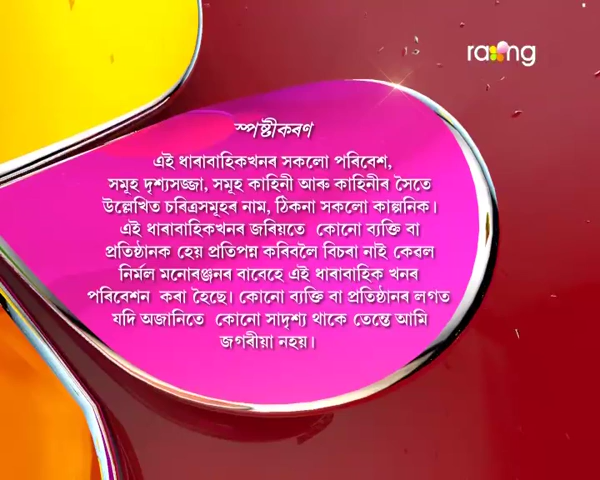 rang
স্পষ্টীকৰণ
এই ধাৰাবাহিকখনৰ সকলো পৰিবেশ,
সমূহ দৃশ্যসজ্জা, সমূহ কাহিনী আৰু কাহিনীৰ সৈতে
উল্লেখিত চৰিত্ৰসমূহৰ নাম, ঠিকনা সকলো কাল্পনিক।
এই ধাৰাবাহিকখনৰ জৰিয়তে কোনো ব্যক্তি বা
প্ৰতিষ্ঠানক হেয় প্ৰতিপন্ন কৰিবলৈ বিচৰা নাই কেৱল
নিৰ্মল মনোৰঞ্জনৰ বাবেহে এই ধাৰাবাহিক খনৰ
পৰিবেশন কৰা হৈছে। কোনো ব্যক্তি বা প্ৰতিষ্ঠানৰ লগত
যদি অজানিতে কোনো সাদৃশ্য থাকে তেন্তে আমি
জগৰীয়া নহয়।